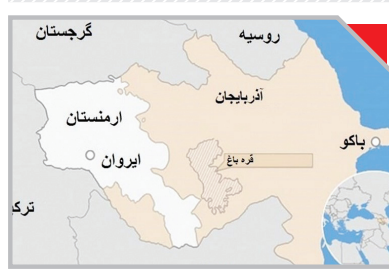 گرجستان
روسیه
آذربایجان
ارمنستان
باکو
ایروان
قره باغ
ترک